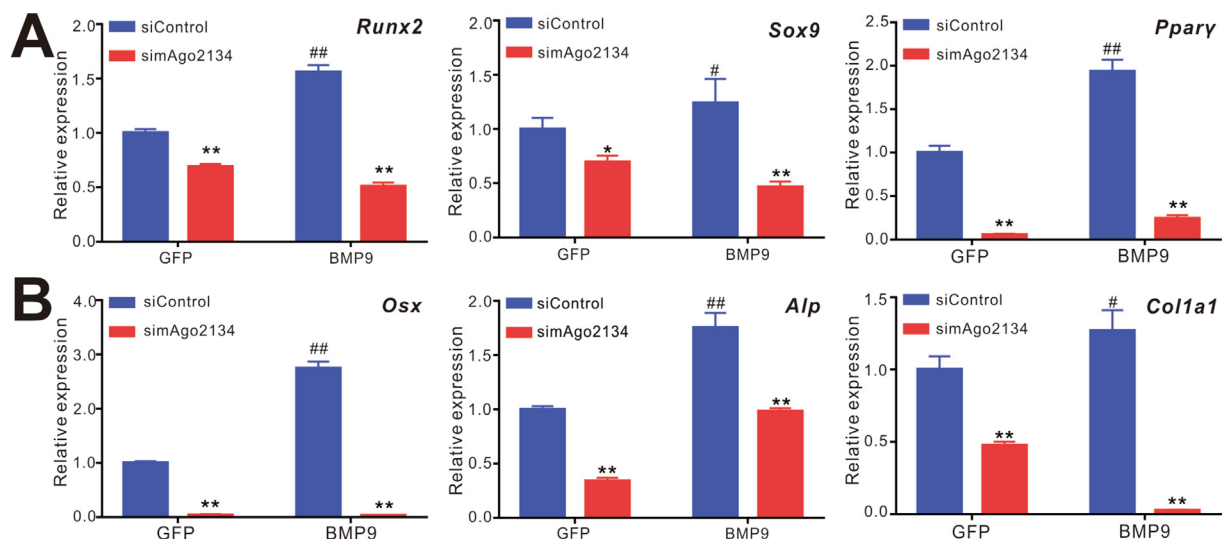 A
Relative expression
2.0
1.5
1.0
0.5
0.0
siControl
simAgo2134
Runx2
**
##
**
GFP
BMP9
Relative expression
2.0
1.5
1.0
0.5
0.0
siControl
simAgo2134
Sox9
*
#
**
GFP
BMP9
Relative expression
2.5
2.0
1.5
1.0
0.5
0.0
siControl
simAgo2134
Pparγ
**
##
**
GFP
BMP9
B
Relative expression
4.0
3.0
2.0
1.0
0.0
siControl
simAgo2134
Osx
**
##
**
GFP
BMP9
Relative expression
2.0
1.5
1.0
0.5
0.0
siControl
simAgo2134
Alp
**
##
**
GFP
BMP9
Relative expression
1.5
1.0
0.5
0.0
siControl
simAgo2134
Col1a1
**
#
**
GFP
BMP9